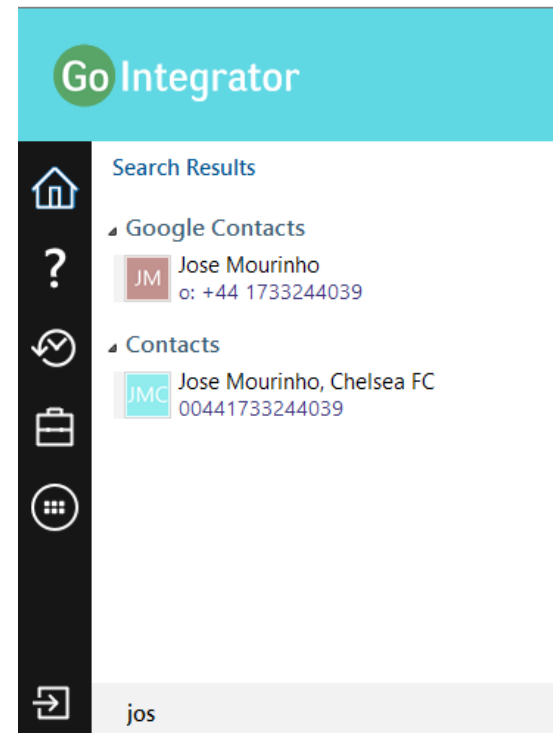 Go Integrator
Search Results
Google Contacts
JM
Jose Mourinho
o: +44 1733244039
Contacts
JMC
Jose Mourinho, Chelsea FC
00441733244039
?
jos